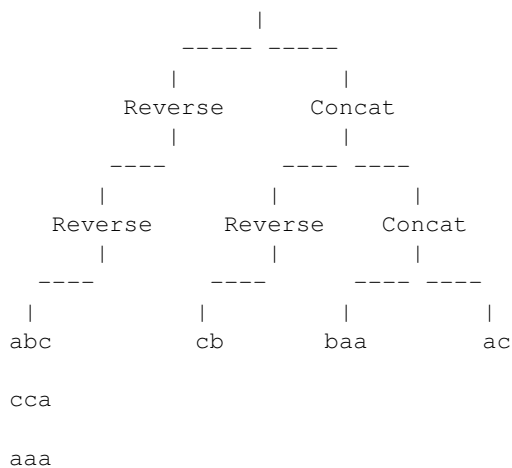 |
----- -----
| |
Reverse Concat
| |
---- ---- ----
| | |
Reverse Reverse Concat
| | |
---- ---- ---- ----
| | | |
abc cb baa ac
cca
aaa